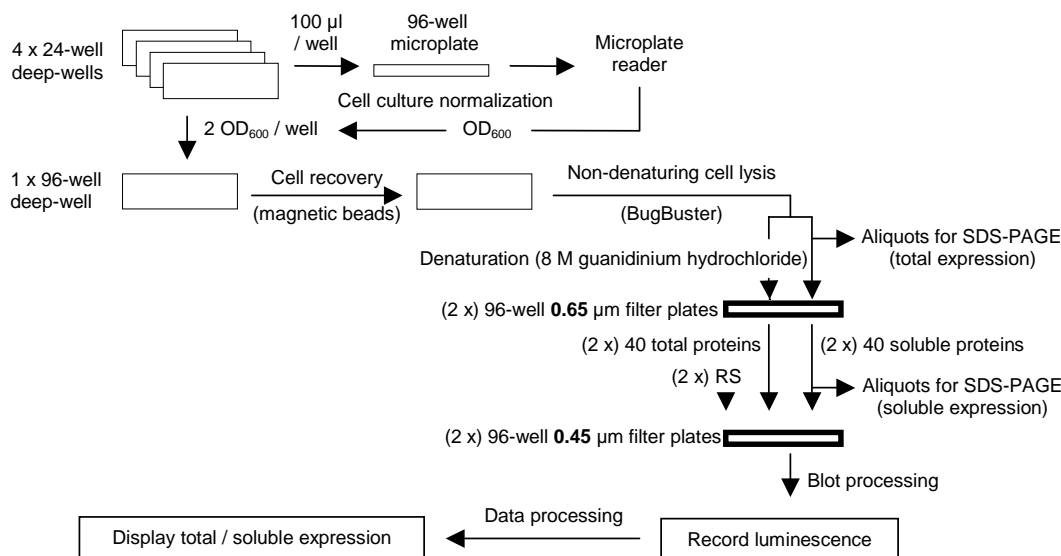 4 x 24-well
deep-wells
100 µl
/ well
96-well
microplate
Microplate
reader
Cell culture normalization
2 OD₆₀₀ / well
OD₆₀₀
1 x 96-well
deep-well
Cell recovery
(magnetic beads)
Non-denaturing cell lysis
(BugBuster)
Aliquots for SDS-PAGE
(total expression)
Denaturation (8 M guanidinium hydrochloride)
(2 x) 96-well 0.65 µm filter plates
(2 x) 40 total proteins
(2 x) 40 soluble proteins
(2 x) RS
Aliquots for SDS-PAGE
(soluble expression)
(2 x) 96-well 0.45 µm filter plates
Blot processing
Display total / soluble expression
Data processing
Record luminescence